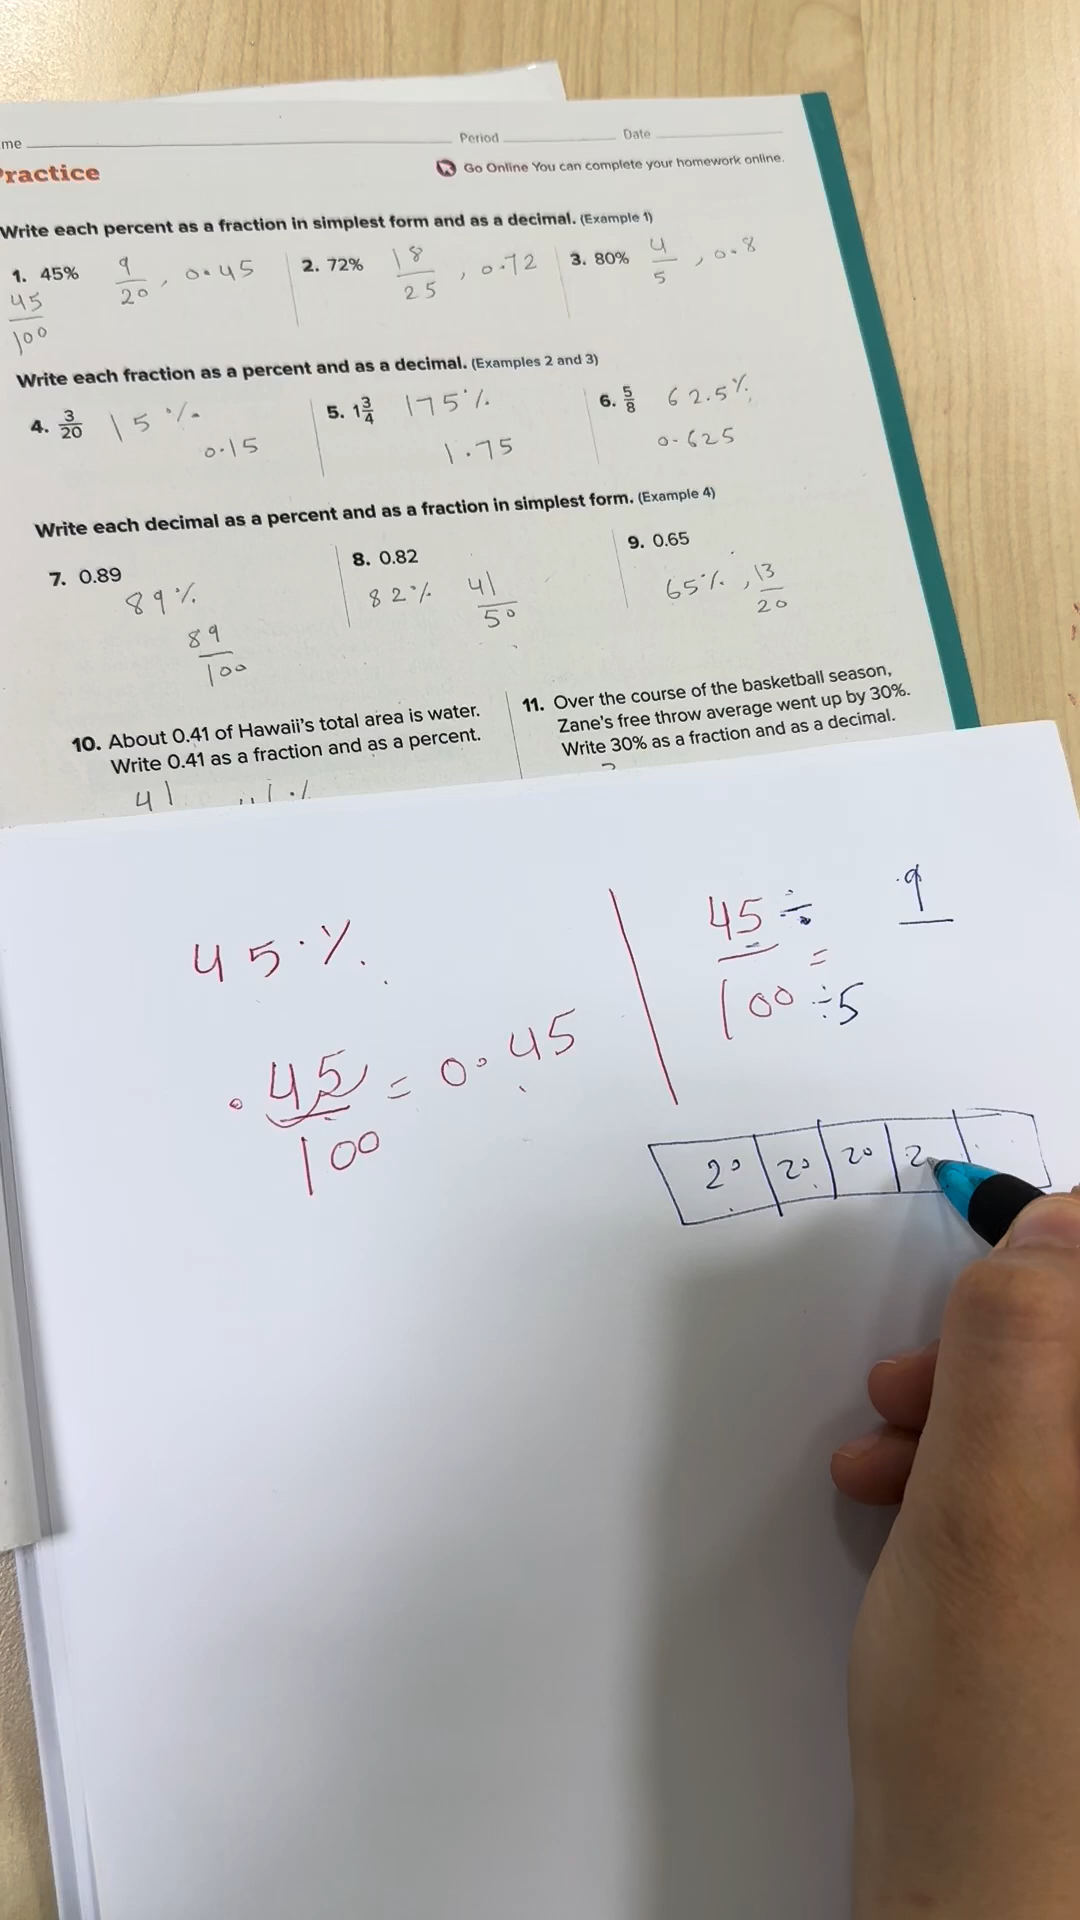 me Period Date
Practice
Go Online You can complete your homework online.
Write each percent as a fraction in simplest form and as a decimal. (Example 1)
1. 45% 9/20, 0.45 2. 72% 18/25, 0.72 3. 80% 4/5, 0.8
45/100
Write each fraction as a percent and as a decimal. (Examples 2 and 3)
4. 3/20 15% 5. 1 3/4 175% 6. 5/8 62.5%
0.15 1.75 0.625
Write each decimal as a percent and as a fraction in simplest form. (Example 4)
7. 0.89 8. 0.82 9. 0.65
89% 82% 41/50 65%, 13/20
89/100
10. About 0.41 of Hawaii's total area is water.
Write 0.41 as a fraction and as a percent.
41
11. Over the course of the basketball season,
Zane's free throw average went up by 30%.
Write 30% as a fraction and as a decimal.
45%
45/100 = 0.45
45 ÷ = 9
100 ÷5
20 20 20 2